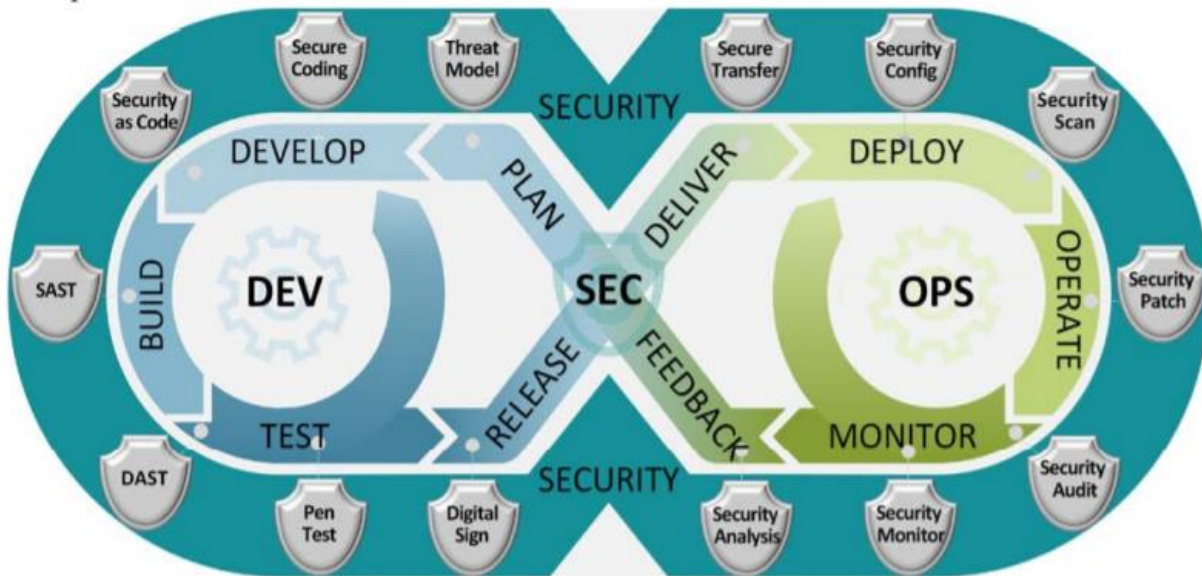 Secure
Coding
Threat
Model
Secure
Transfer
Security
Config
Security
as Code
SECURITY
Security
Scan
DEVELOP
PLAN
DELIVER
DEPLOY
SAST
BUILD
DEV
SEC
OPS
OPERATE
Security
Patch
TEST
RELEASE
FEEDBACK
MONITOR
DAST
SECURITY
Security
Audit
Pen
Test
Digital
Sign
Security
Analysis
Security
Monitor